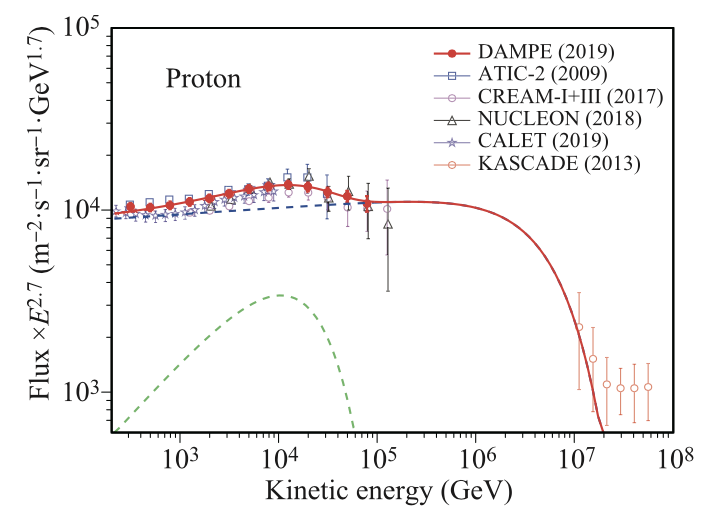 Proton
DAMPE (2019)
ATIC-2 (2009)
CREAM-I+III (2017)
NUCLEON (2018)
CALET (2019)
KASCADE (2013)
Flux ×E^2.7 (m^−2·s^−1·sr^−1·GeV^1.7)
10^5
10^4
10^3
10^3 10^4 10^5 10^6 10^7 10^8
Kinetic energy (GeV)